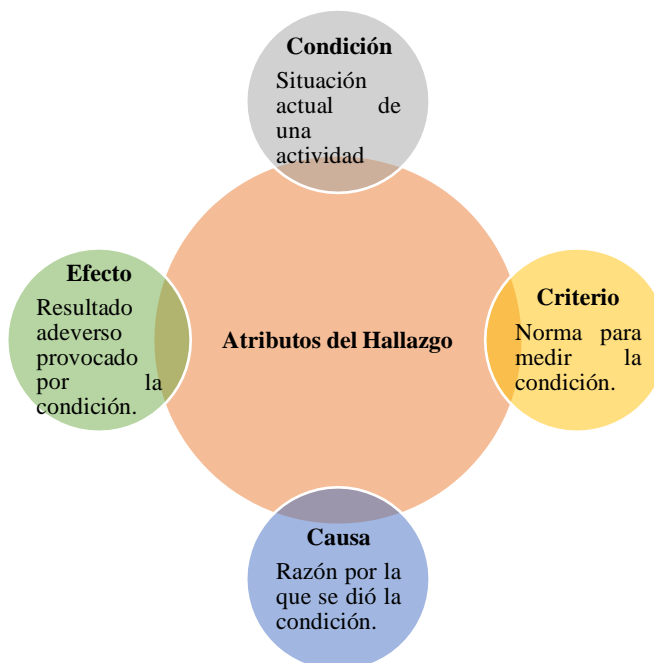 Condición
Situación
actual de
una
actividad
Efecto
Resultado
adeverso
provocado
por la
condición.
Atributos del Hallazgo
Criterio
Norma para
medir la
condición.
Causa
Razón por la
que se dió la
condición.